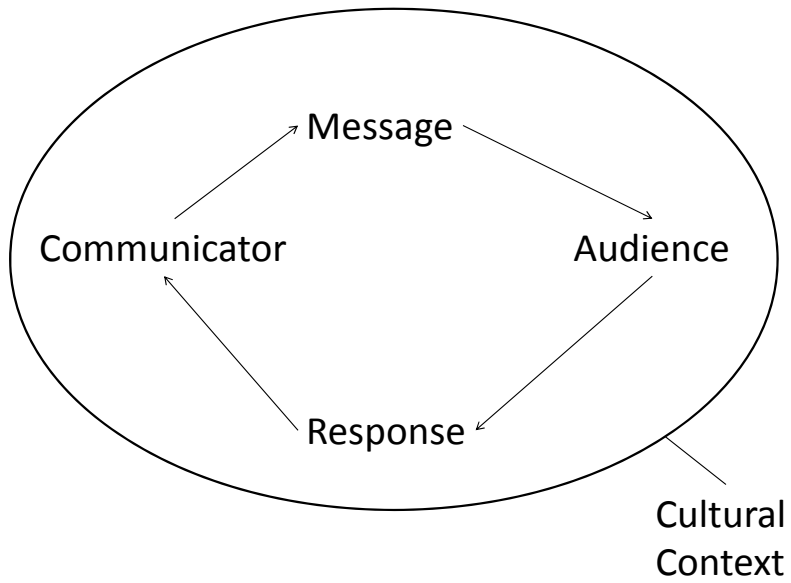 Message
Communicator
Audience
Response
Cultural
Context